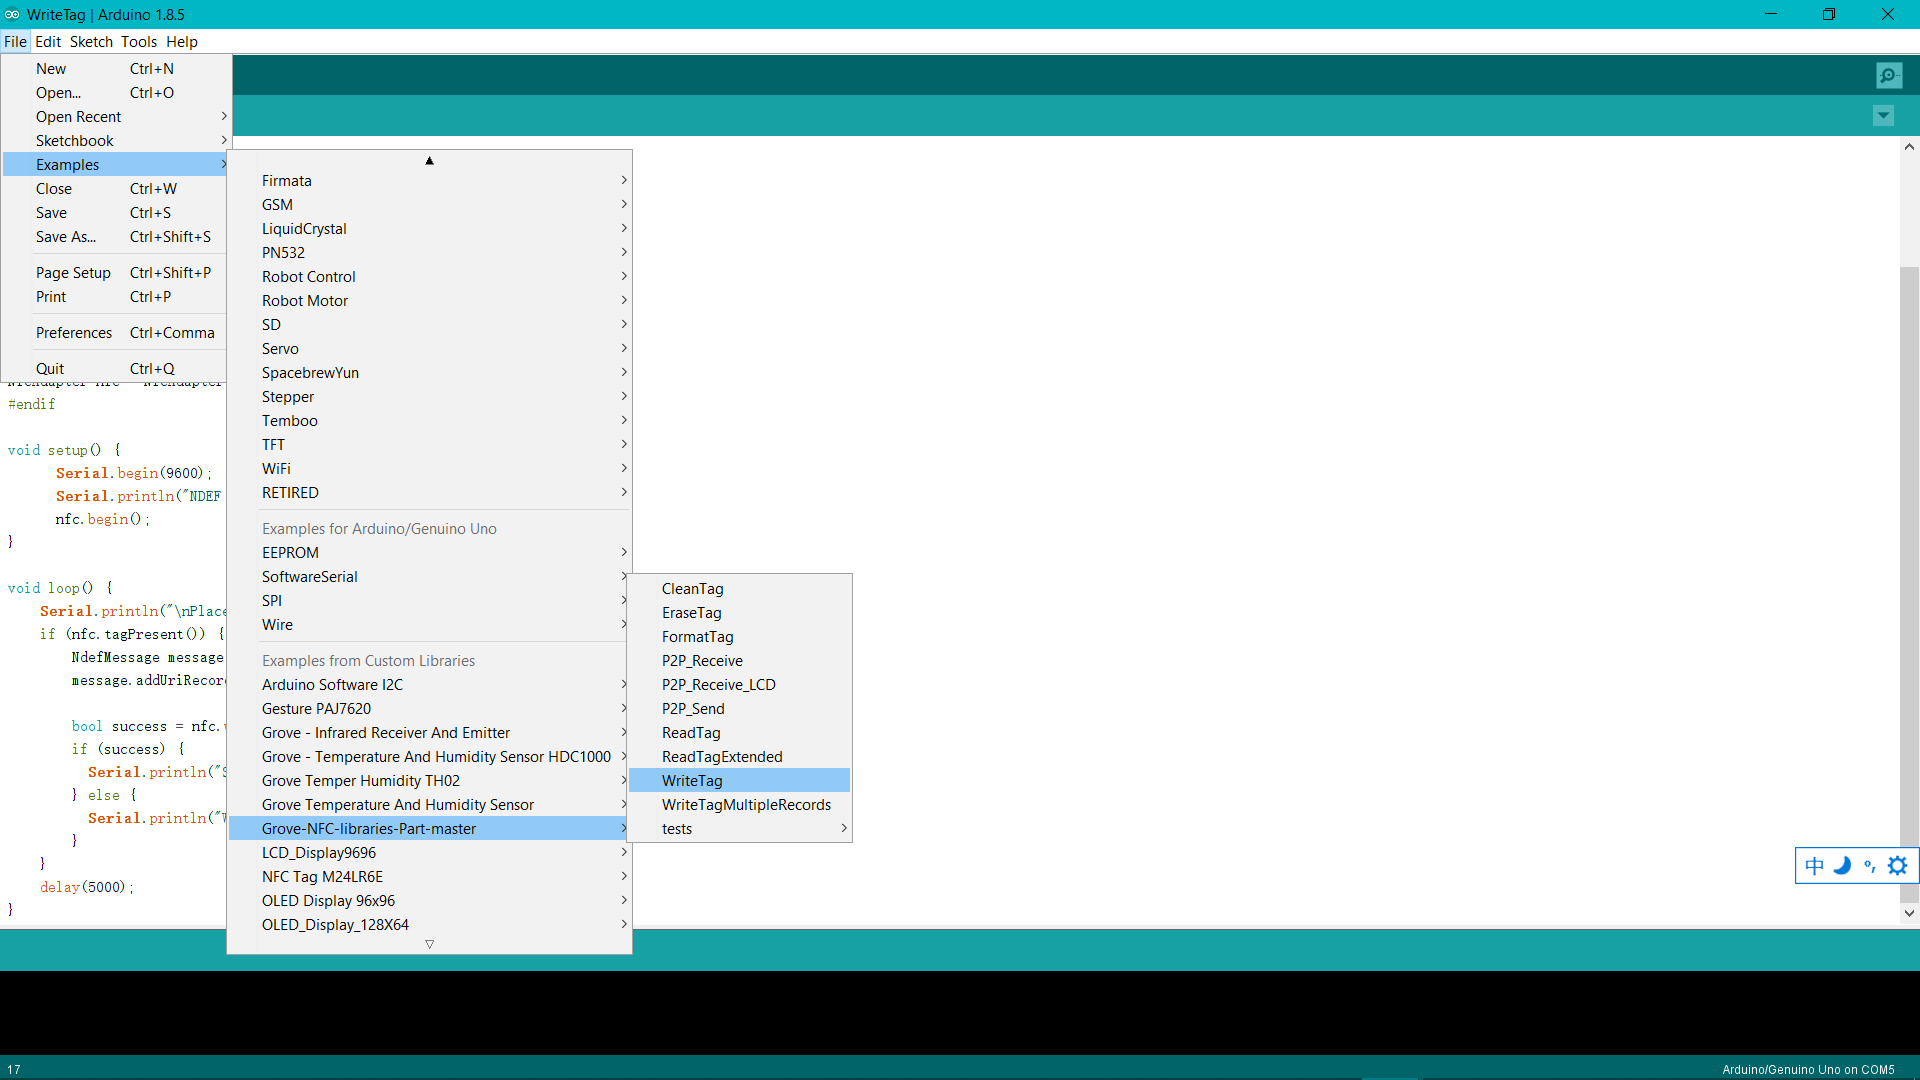 WriteTag | Arduino 1.8.5
File Edit Sketch Tools Help
New Ctrl+N
Open... Ctrl+O
Open Recent
Sketchbook
Examples
Close Ctrl+W
Save Ctrl+S
Save As... Ctrl+Shift+S
Page Setup Ctrl+Shift+P
Print Ctrl+P
Preferences Ctrl+Comma
Quit Ctrl+Q
#endif
void setup() {
Serial.begin(9600);
Serial.println("NDEF
nfc.begin();
}
void loop() {
Serial.println("\nPlace
if (nfc.tagPresent()) {
NdefMessage message
message.addUriRecor
bool success = nfc.
if (success) {
Serial.println("S
} else {
Serial.println("W
}
}
delay(5000);
}
Firmata
GSM
LiquidCrystal
PN532
Robot Control
Robot Motor
SD
Servo
SpacebrewYun
Stepper
Temboo
TFT
WiFi
RETIRED
Examples for Arduino/Genuino Uno
EEPROM
SoftwareSerial
SPI
Wire
Examples from Custom Libraries
Arduino Software I2C
Gesture PAJ7620
Grove - Infrared Receiver And Emitter
Grove - Temperature And Humidity Sensor HDC1000
Grove Temper Humidity TH02
Grove Temperature And Humidity Sensor
Grove-NFC-libraries-Part-master
LCD_Display9696
NFC Tag M24LR6E
OLED Display 96x96
OLED_Display_128X64
CleanTag
EraseTag
FormatTag
P2P_Receive
P2P_Receive_LCD
P2P_Send
ReadTag
ReadTagExtended
WriteTag
WriteTagMultipleRecords
tests
中
17
Arduino/Genuino Uno on COM5